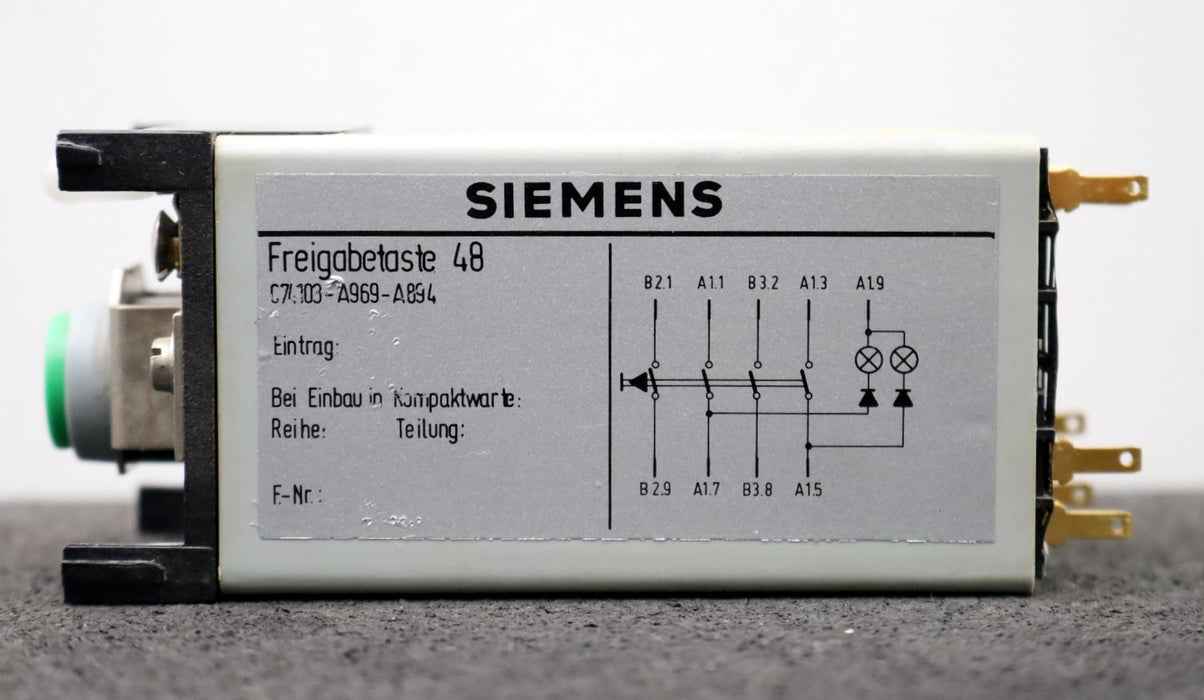 SIEMENS
Freigabetaste 48
C74103-A969-A894
Eintrag:
Bei Einbau in Kompaktwarte:
Reihe: Teilung:
F.-Nr.:
B2.1 A1.1 B3.2 A1.3 A1.9
B2.9 A1.7 B3.8 A1.5